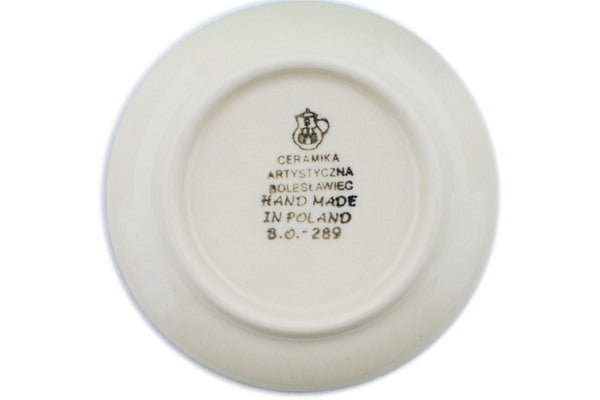 CERAMIKA
ARTYSTYCZNA
BOLESŁAWIEC
HAND MADE
IN POLAND
B.O.-289